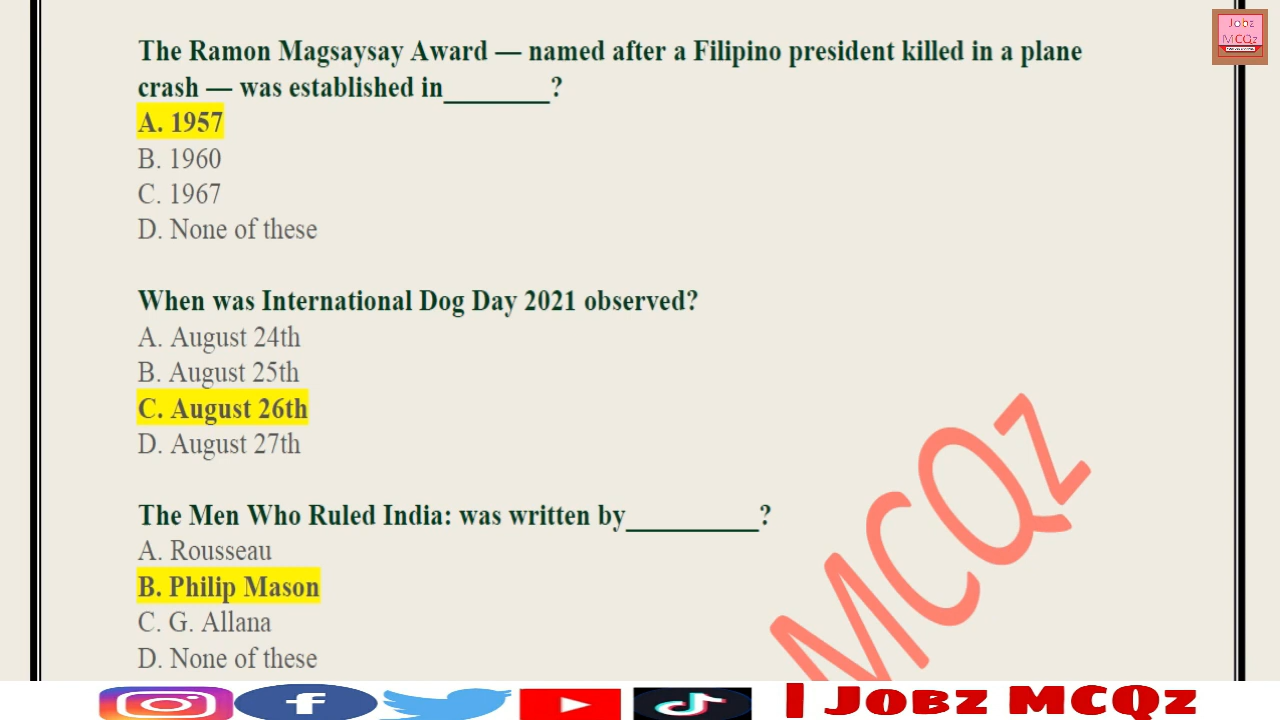 Jobz
MCQz
The Ramon Magsaysay Award — named after a Filipino president killed in a plane
crash — was established in________?
A. 1957
B. 1960
C. 1967
D. None of these
When was International Dog Day 2021 observed?
A. August 24th
B. August 25th
C. August 26th
D. August 27th
The Men Who Ruled India: was written by__________?
A. Rousseau
B. Philip Mason
C. G. Allana
D. None of these
MCQz
| Jobz MCQz